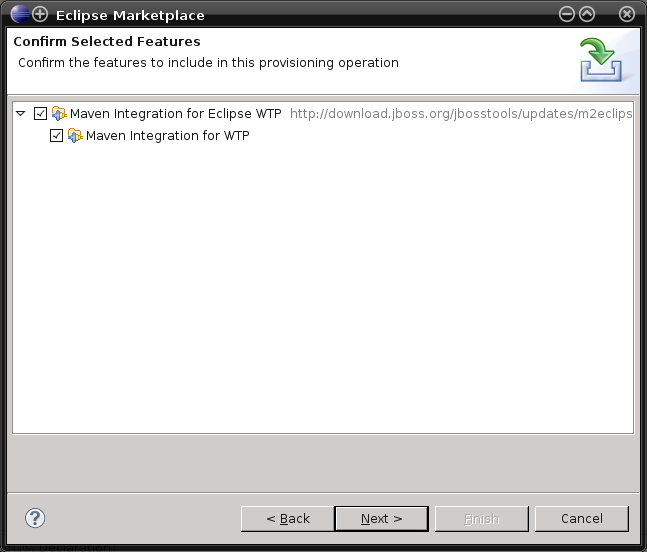 Eclipse Marketplace
Confirm Selected Features
Confirm the features to include in this provisioning operation
Maven Integration for Eclipse WTP http://download.jboss.org/jbosstools/updates/m2eclips
Maven Integration for WTP
?
< Back Next > Finish Cancel
Declaration